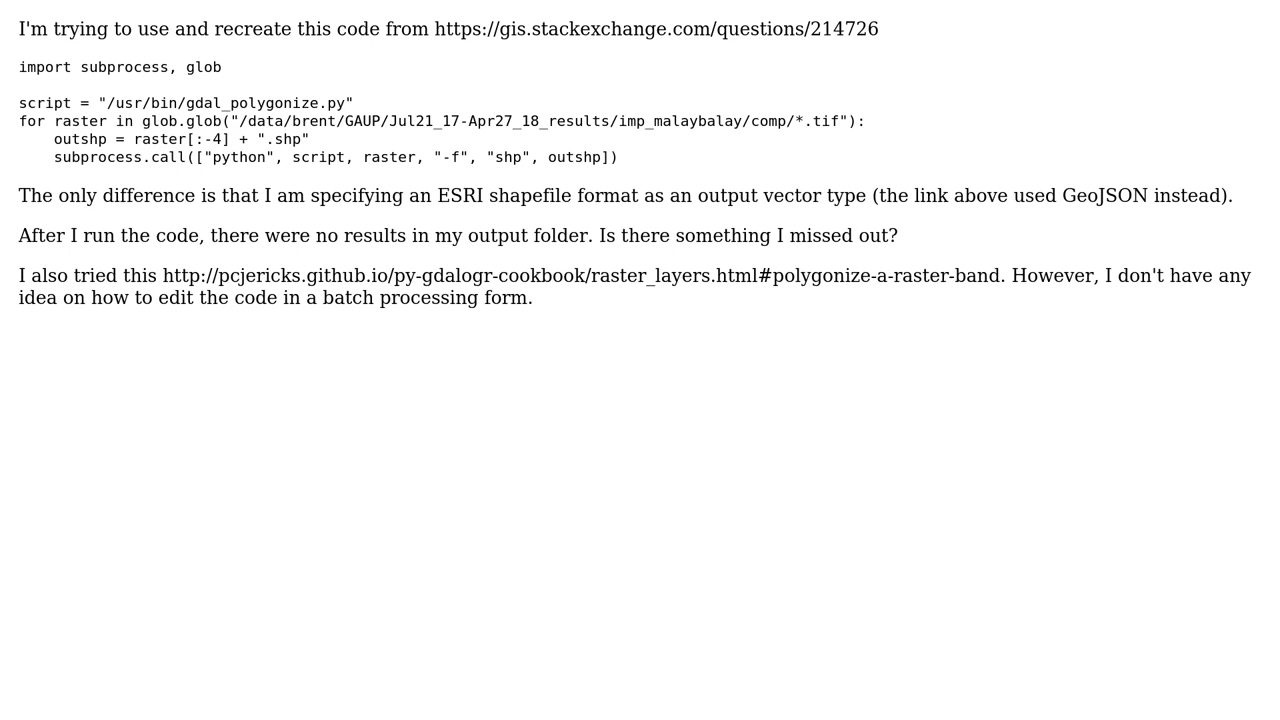 I'm trying to use and recreate this code from https://gis.stackexchange.com/questions/214726
import subprocess, glob
script = "/usr/bin/gdal_polygonize.py"
for raster in glob.glob("/data/brent/GAUP/Jul21_17-Apr27_18_results/imp_malaybalay/comp/*.tif"):
    outshp = raster[:-4] + ".shp"
    subprocess.call(["python", script, raster, "-f", "shp", outshp])
The only difference is that I am specifying an ESRI shapefile format as an output vector type (the link above used GeoJSON instead).
After I run the code, there were no results in my output folder. Is there something I missed out?
I also tried this http://pcjericks.github.io/py-gdalogr-cookbook/raster_layers.html#polygonize-a-raster-band. However, I don't have any
idea on how to edit the code in a batch processing form.